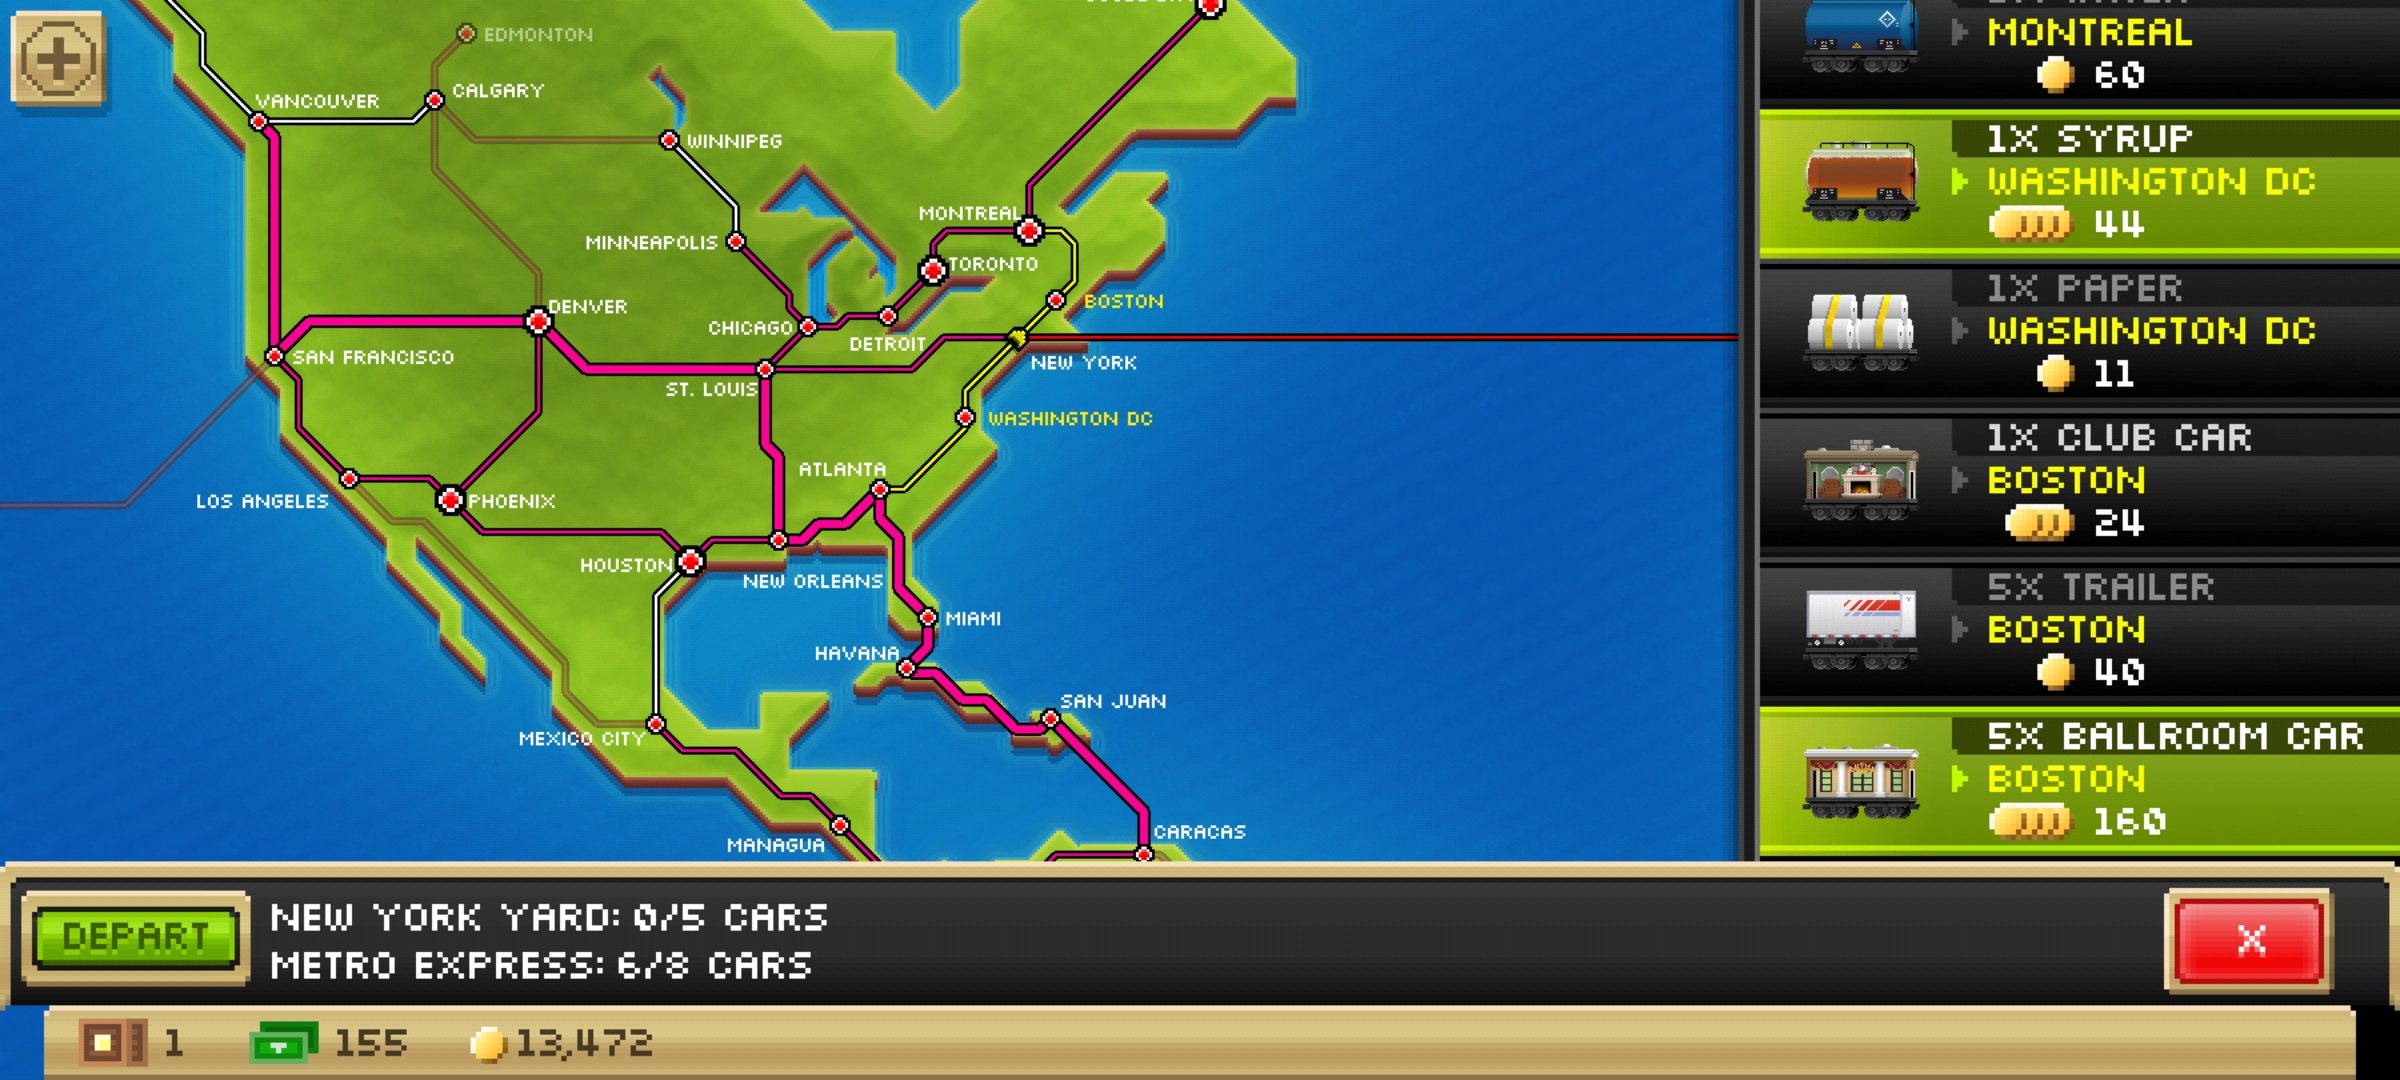 EDMONTON
CALGARY
VANCOUVER
WINNIPEG
MONTREAL
MINNEAPOLIS
TORONTO
DENVER
BOSTON
CHICAGO
DETROIT
SAN FRANCISCO
NEW YORK
ST. LOUIS
WASHINGTON DC
ATLANTA
LOS ANGELES
PHOENIX
HOUSTON
NEW ORLEANS
MIAMI
HAVANA
SAN JUAN
MEXICO CITY
CARACAS
MANAGUA
MONTREAL
60
1X SYRUP
WASHINGTON DC
44
1X PAPER
WASHINGTON DC
11
1X CLUB CAR
BOSTON
24
5X TRAILER
BOSTON
40
5X BALLROOM CAR
BOSTON
160
DEPART
NEW YORK YARD: 0/5 CARS
METRO EXPRESS: 6/8 CARS
X
1
155
13,472